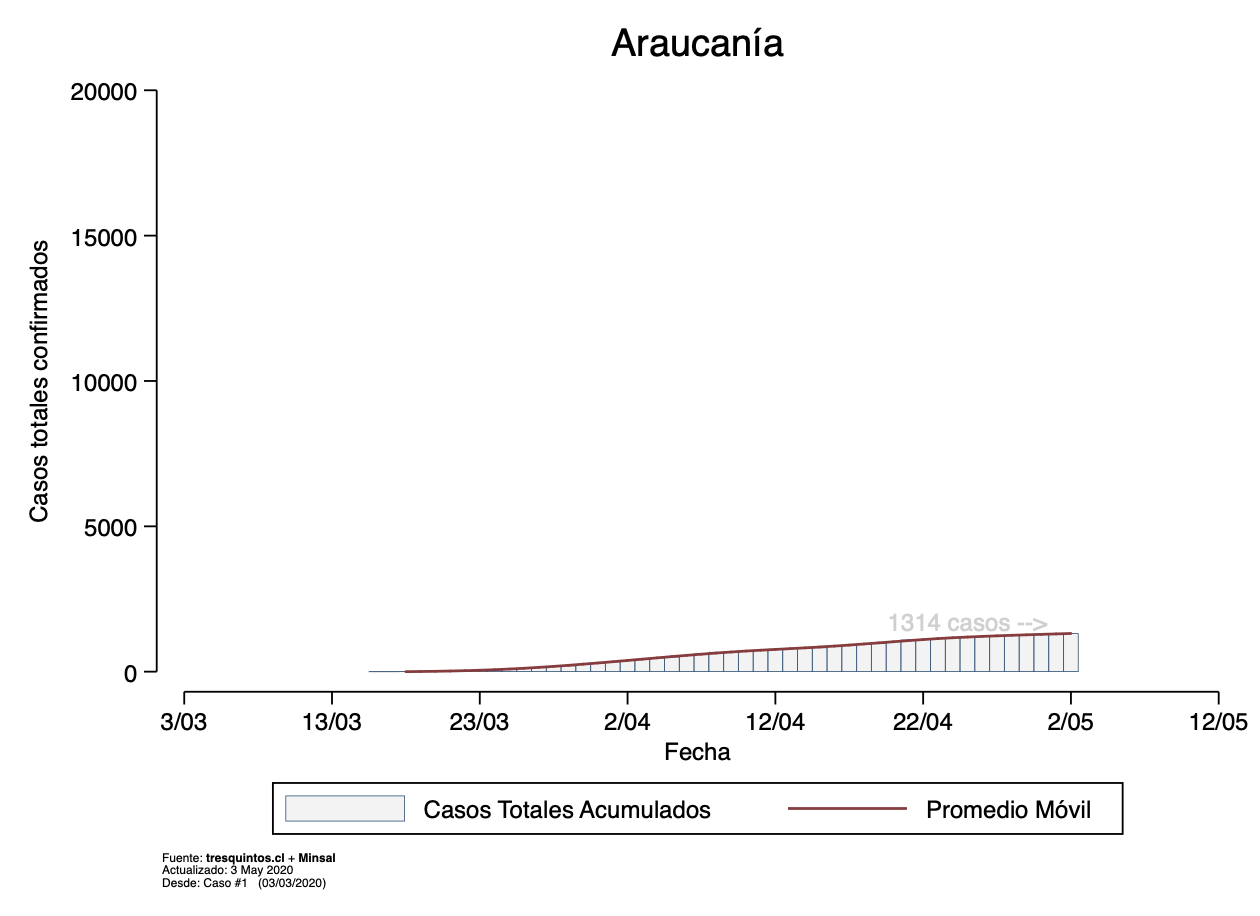 Araucanía
20000
15000
10000
5000
0
Casos totales confirmados
1314 casos -->
3/03 13/03 23/03 2/04 12/04 22/04 2/05 12/05
Fecha
Casos Totales Acumulados Promedio Móvil
Fuente: tresquintos.cl + Minsal
Actualizado: 3 May 2020
Desde: Caso #1 (03/03/2020)